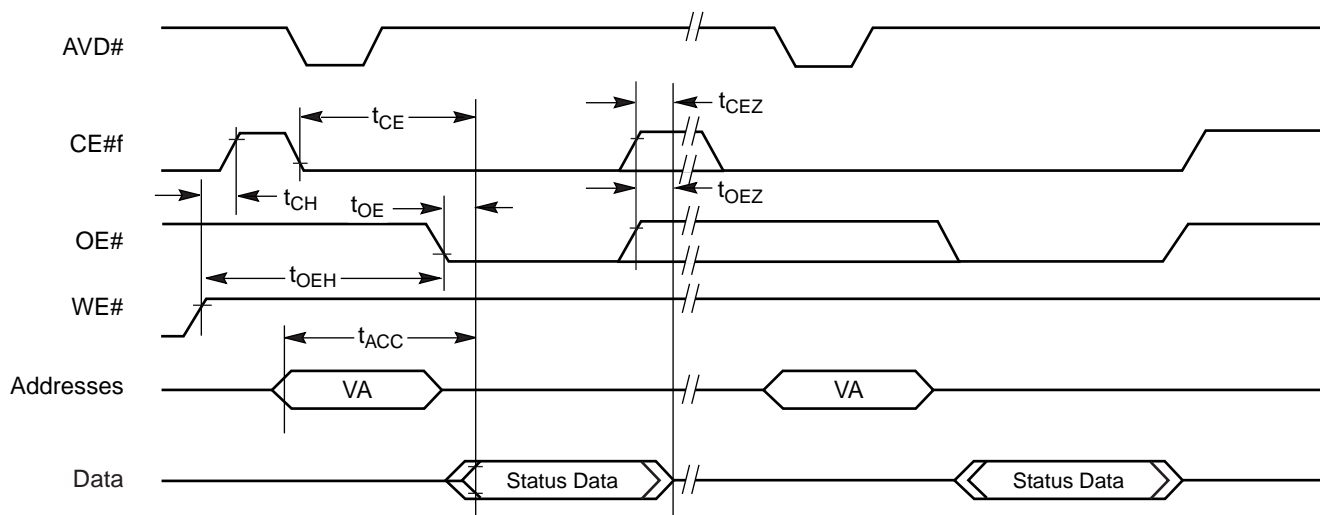 AVD#
tCEZ
tCE
CE#f
tCH
tOE
tOEZ
OE#
tOEH
WE#
tACC
Addresses
VA
VA
Data
Status Data
Status Data